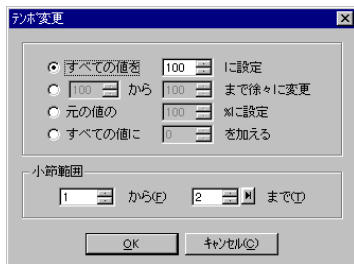 ﾃﾝﾎﾟ変更
すべての値を 100 に設定
100 から 100 まで徐々に変更
元の値の 100 %に設定
すべての値に 0 を加える
小節範囲
1 から(F) 2 まで(T)
OK ｷｬﾝｾﾙ(C)